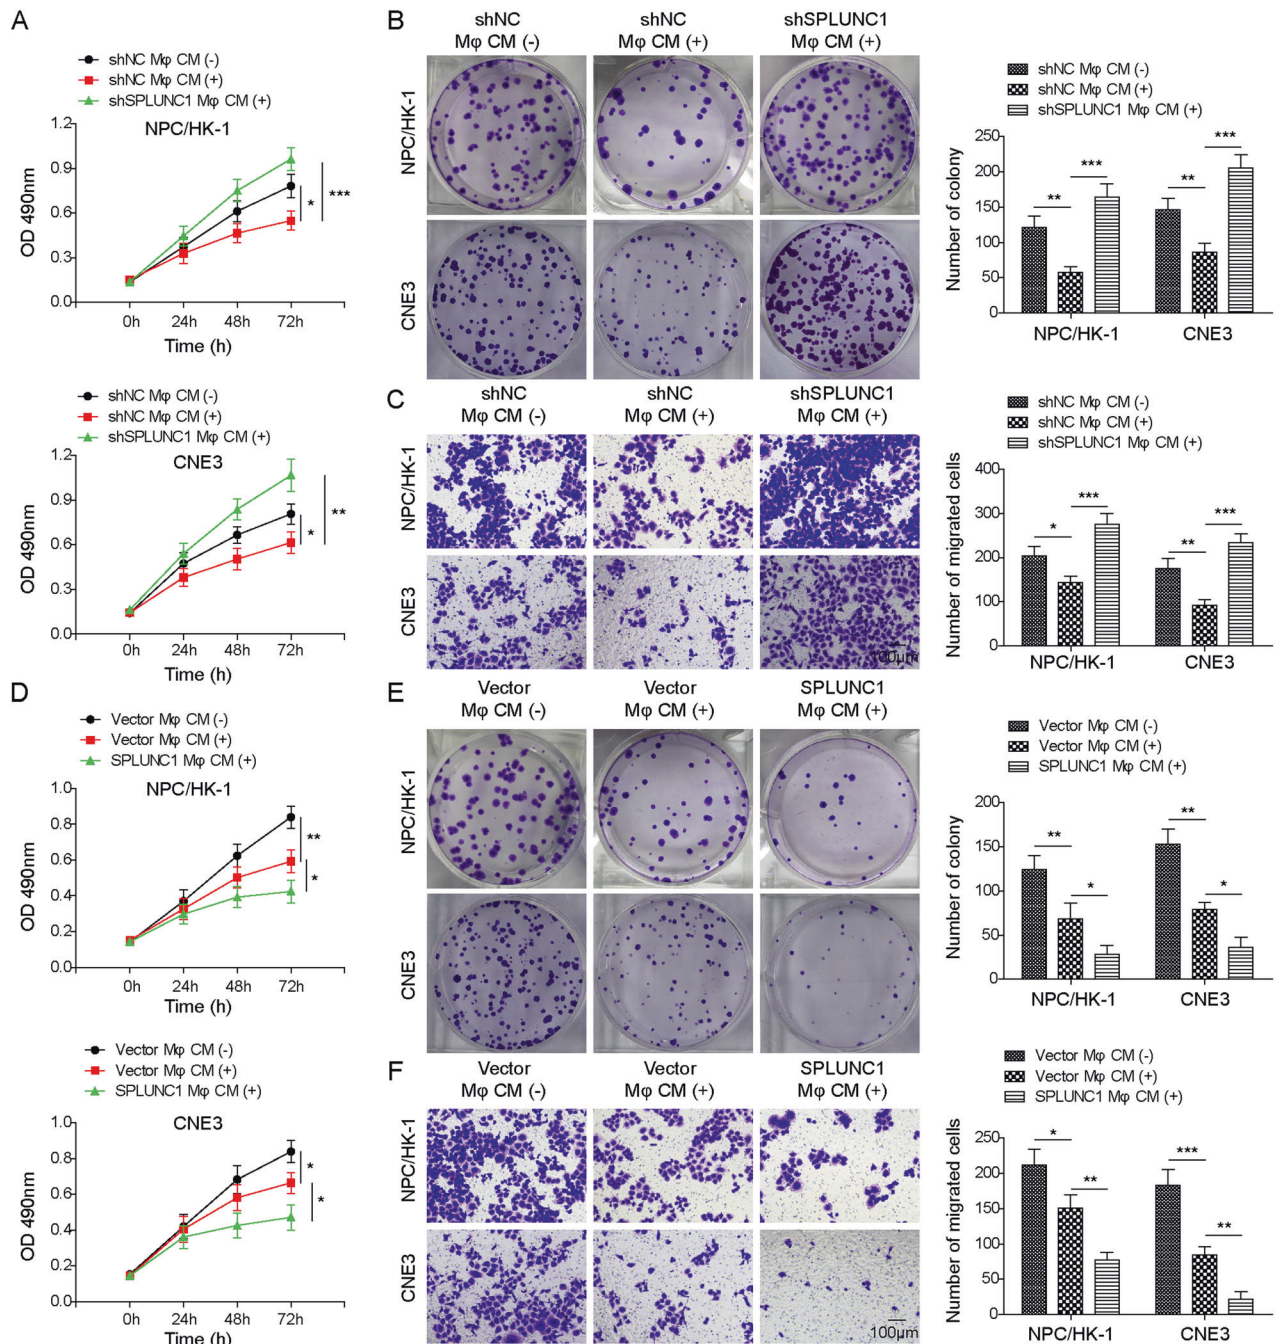 A
shNC Mφ CM (-)
shNC Mφ CM (+)
shSPLUNC1 Mφ CM (+)
NPC/HK-1
OD 490nm
1.2
0.9
0.6
0.3
0.0
* ***
0h 24h 48h 72h
Time (h)
shNC Mφ CM (-)
shNC Mφ CM (+)
shSPLUNC1 Mφ CM (+)
CNE3
OD 490nm
1.2
0.9
0.6
0.3
0.0
* **
0h 24h 48h 72h
Time (h)
B
shNC Mφ CM (-)
shNC Mφ CM (+)
shSPLUNC1 Mφ CM (+)
NPC/HK-1
CNE3
shNC Mφ CM (-)
shNC Mφ CM (+)
shSPLUNC1 Mφ CM (+)
Number of colony
250
200
150
100
50
0
** *** ** ***
NPC/HK-1 CNE3
C
shNC Mφ CM (-)
shNC Mφ CM (+)
shSPLUNC1 Mφ CM (+)
NPC/HK-1
CNE3
100μm
shNC Mφ CM (-)
shNC Mφ CM (+)
shSPLUNC1 Mφ CM (+)
Number of migrated cells
400
300
200
100
0
* *** ** ***
NPC/HK-1 CNE3
D
Vector Mφ CM (-)
Vector Mφ CM (+)
SPLUNC1 Mφ CM (+)
NPC/HK-1
OD 490nm
1.0
0.8
0.6
0.4
0.2
0.0
**
*
0h 24h 48h 72h
Time (h)
Vector Mφ CM (-)
Vector Mφ CM (+)
SPLUNC1 Mφ CM (+)
CNE3
OD 490nm
1.0
0.8
0.6
0.4
0.2
0.0
*
*
0h 24h 48h 72h
Time (h)
E
Vector Mφ CM (-)
Vector Mφ CM (+)
SPLUNC1 Mφ CM (+)
NPC/HK-1
CNE3
Vector Mφ CM (-)
Vector Mφ CM (+)
SPLUNC1 Mφ CM (+)
Number of colony
200
150
100
50
0
** * ** *
NPC/HK-1 CNE3
F
Vector Mφ CM (-)
Vector Mφ CM (+)
SPLUNC1 Mφ CM (+)
NPC/HK-1
CNE3
100μm
Vector Mφ CM (-)
Vector Mφ CM (+)
SPLUNC1 Mφ CM (+)
Number of migrated cells
250
200
150
100
50
0
* ** *** **
NPC/HK-1 CNE3